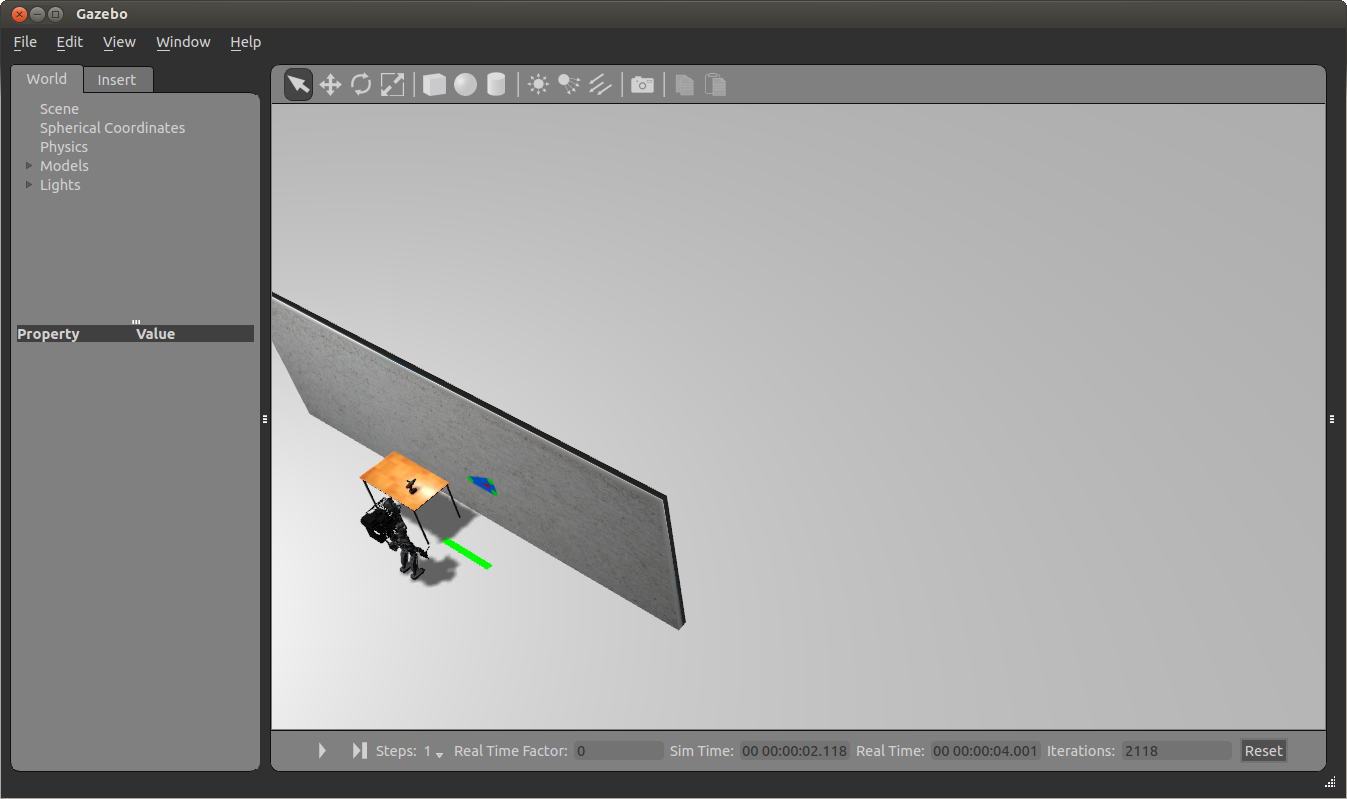 Gazebo
File Edit View Window Help
World Insert
Scene
Spherical Coordinates
Physics
Models
Lights
Property Value
Steps: 1 Real Time Factor: 0 Sim Time: 00 00:00:02.118 Real Time: 00 00:00:04.001 Iterations: 2118 Reset